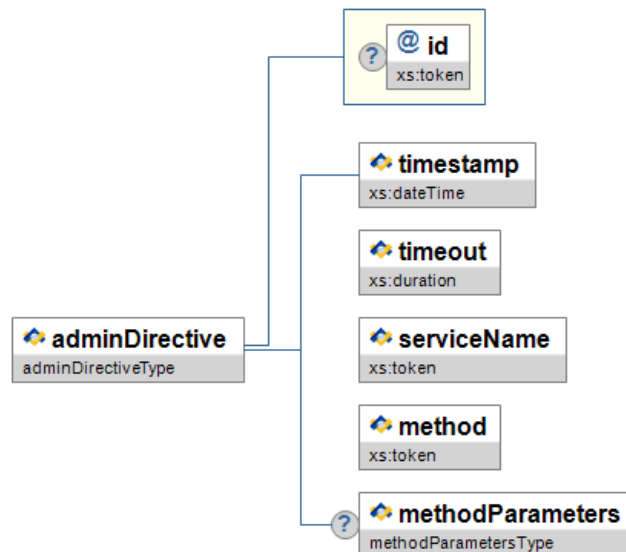 @ id
? xs:token
timestamp
xs:dateTime
timeout
xs:duration
adminDirective
adminDirectiveType
serviceName
xs:token
method
xs:token
? methodParameters
methodParametersType